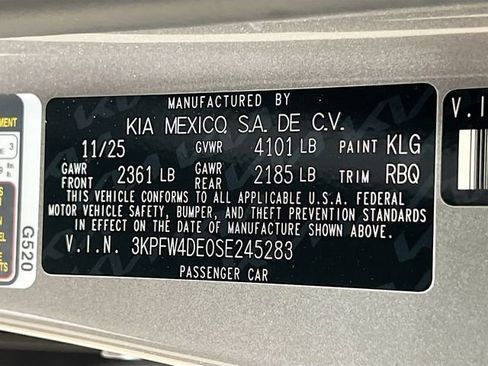 MANUFACTURED BY
KIA MEXICO, S.A. DE C.V.
11/25 GVWR 4101 LB PAINT KLG
GAWR FRONT 2361 LB GAWR REAR 2185 LB TRIM RBQ
THIS VEHICLE CONFORMS TO ALL APPLICABLE U.S.A. FEDERAL
MOTOR VEHICLE SAFETY, BUMPER, AND THEFT PREVENTION STANDARDS
IN EFFECT ON THE DATE OF MANUFACTURE SHOWN ABOVE.
V.I.N. 3KPFW4DE0SE245283
PASSENGER CAR
G520
V.I